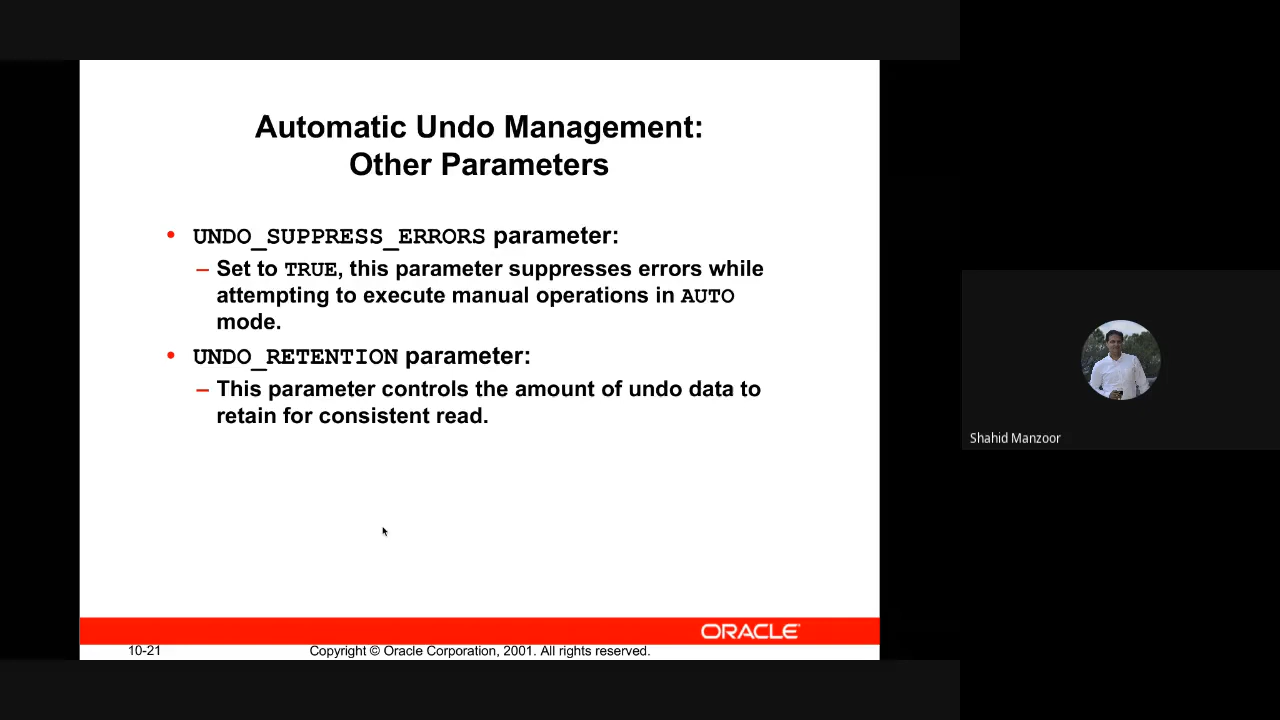 Automatic Undo Management:
Other Parameters
• UNDO_SUPPRESS_ERRORS parameter:
– Set to TRUE, this parameter suppresses errors while
attempting to execute manual operations in AUTO
mode.
• UNDO_RETENTION parameter:
– This parameter controls the amount of undo data to
retain for consistent read.
ORACLE
10-21
Copyright © Oracle Corporation, 2001. All rights reserved.
Shahid Manzoor